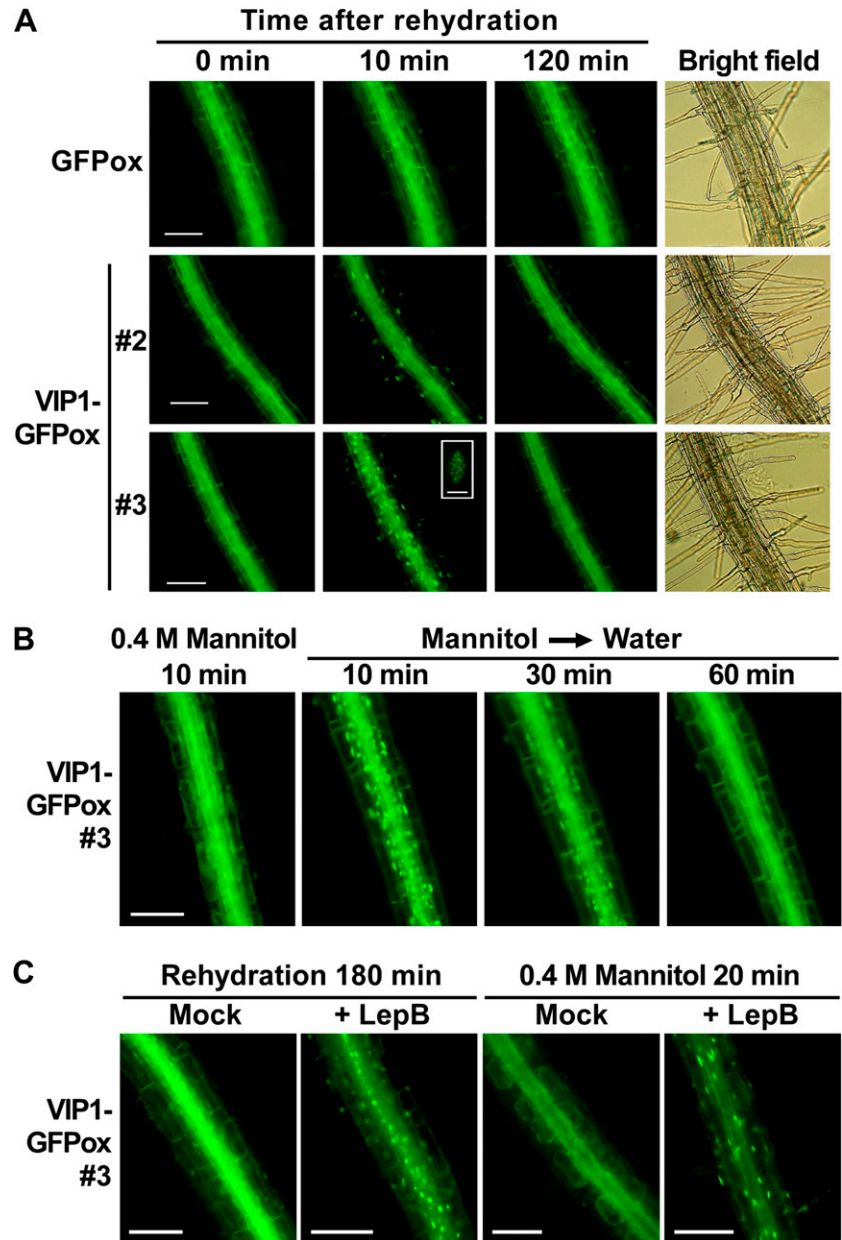 A
Time after rehydration
0 min 10 min 120 min Bright field
GFPox
#2
VIP1-
GFPox
#3
B
0.4 M Mannitol Mannitol → Water
10 min 10 min 30 min 60 min
VIP1-
GFPox
#3
C
Rehydration 180 min 0.4 M Mannitol 20 min
Mock + LepB Mock + LepB
VIP1-
GFPox
#3